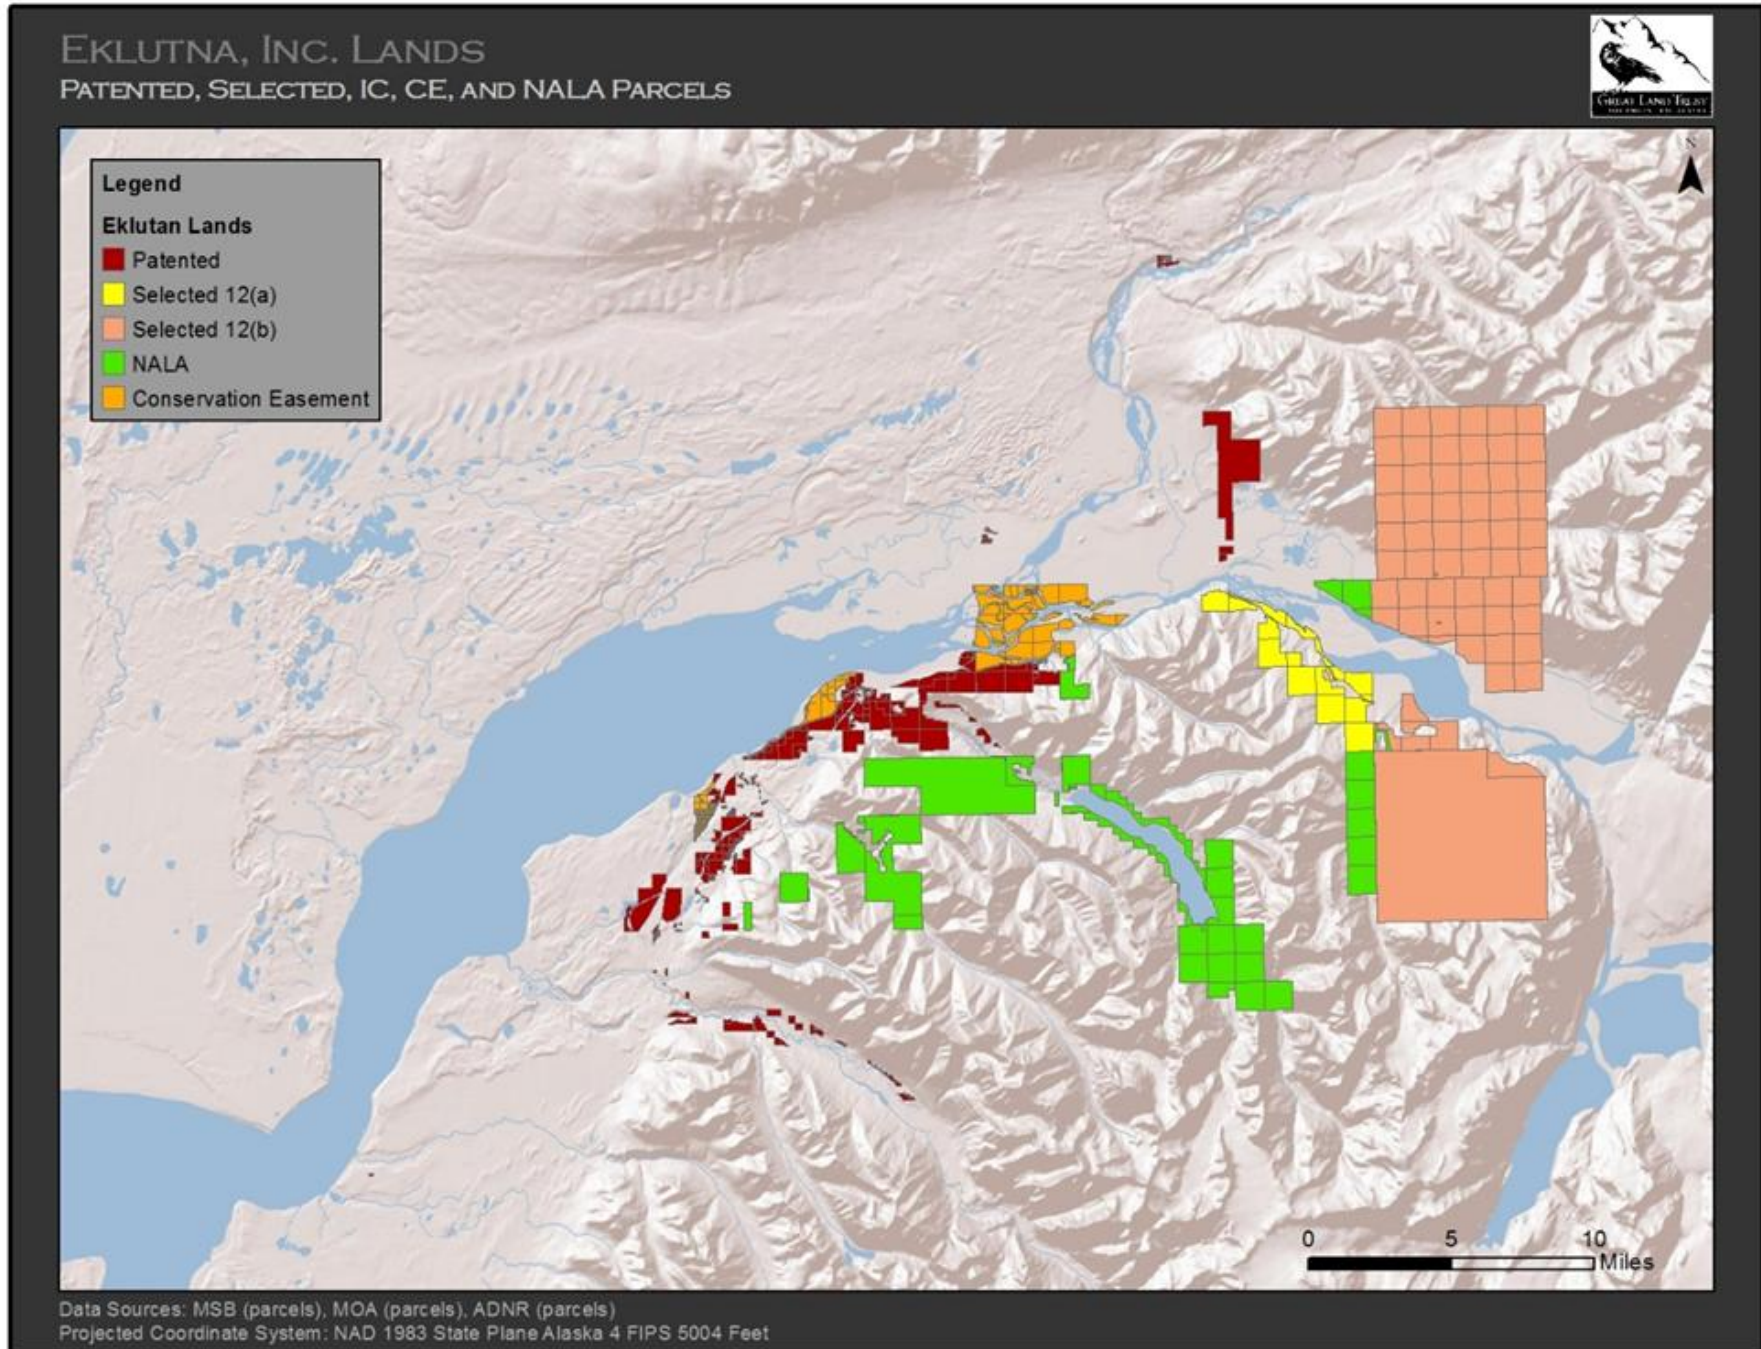 EKLUTNA, INC. LANDS
PATENTED, SELECTED, IC, CE, AND NALA PARCELS
GREAT LAND TRUST
N
Legend
Eklutan Lands
Patented
Selected 12(a)
Selected 12(b)
NALA
Conservation Easement
0 5 10
Miles
Data Sources: MSB (parcels), MOA (parcels), ADNR (parcels)
Projected Coordinate System: NAD 1983 State Plane Alaska 4 FIPS 5004 Feet